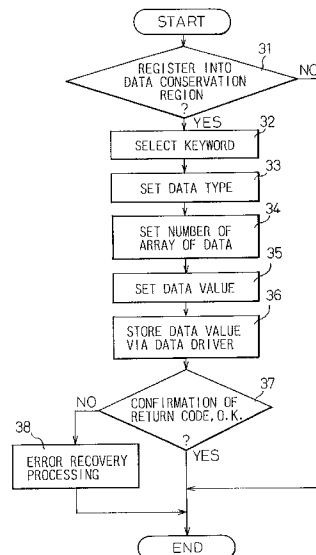 START
31
REGISTER INTO
DATA CONSERVATION
REGION
?
NO
YES
32
SELECT KEYWORD
33
SET DATA TYPE
34
SET NUMBER OF
ARRAY OF DATA
35
SET DATA VALUE
36
STORE DATA VALUE
VIA DATA DRIVER
37
CONFIRMATION OF
RETURN CODE, O.K.
?
NO
YES
38
ERROR RECOVERY
PROCESSING
END